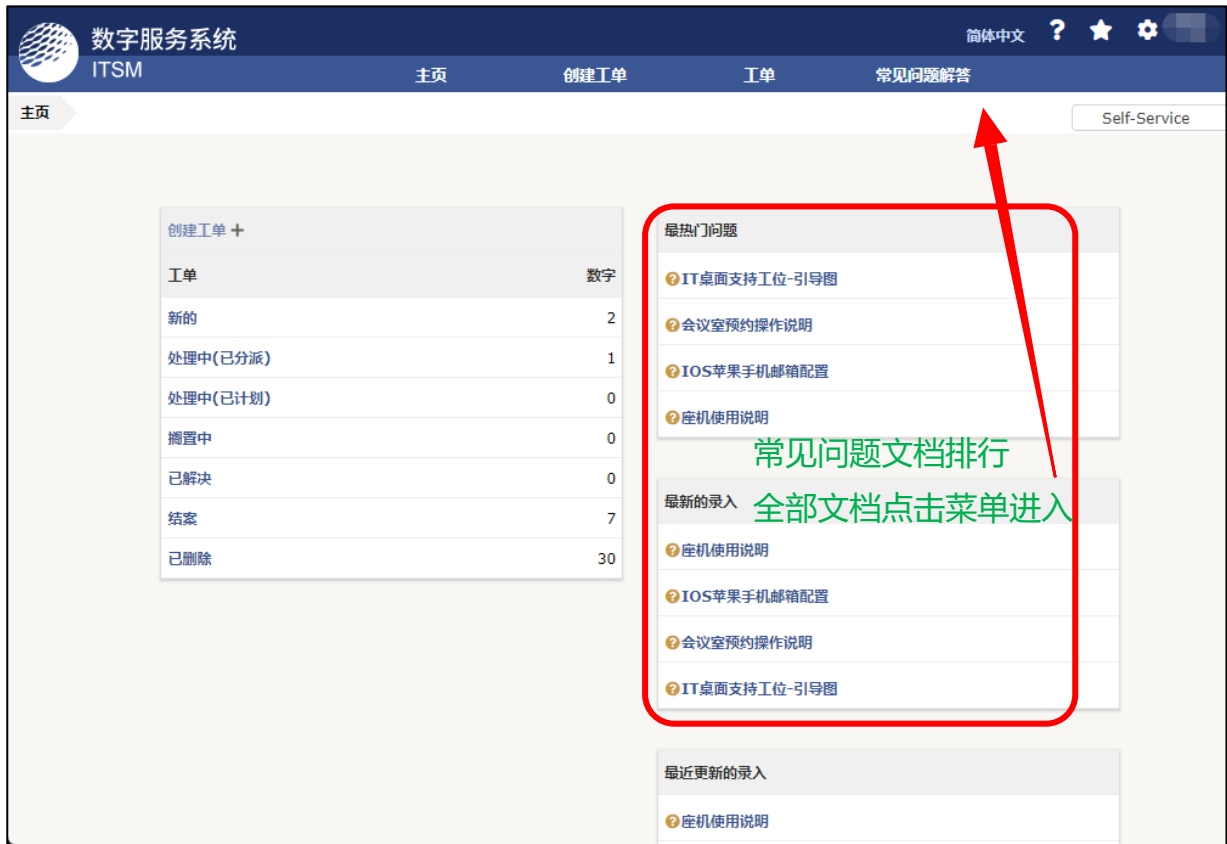 数字服务系统
ITSM
简体中文
主页 创建工单 工单 常见问题解答
主页
Self-Service
创建工单
工单 数字
新的 2
处理中(已分派) 1
处理中(已计划) 0
搁置中 0
已解决 0
结案 7
已删除 30
最热门问题
IT桌面支持工位-引导图
会议室预约操作说明
IOS苹果手机邮箱配置
座机使用说明
常见问题文档排行
全部文档点击菜单进入
最新的录入
座机使用说明
IOS苹果手机邮箱配置
会议室预约操作说明
IT桌面支持工位-引导图
最近更新的录入
座机使用说明